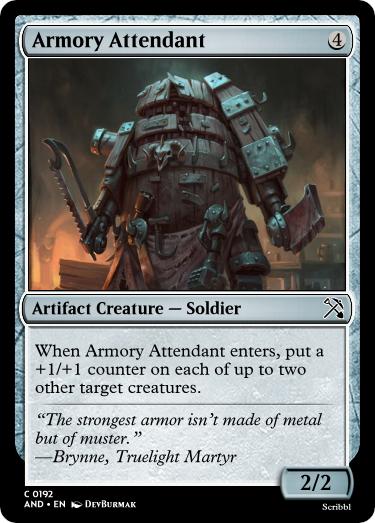 Armory Attendant 4
Artifact Creature — Soldier
When Armory Attendant enters, put a
+1/+1 counter on each of up to two
other target creatures.
“The strongest armor isn’t made of metal
but of muster.”
—Brynne, Truelight Martyr
2/2
C 0192
AND • EN DevBurmak
Scribbl